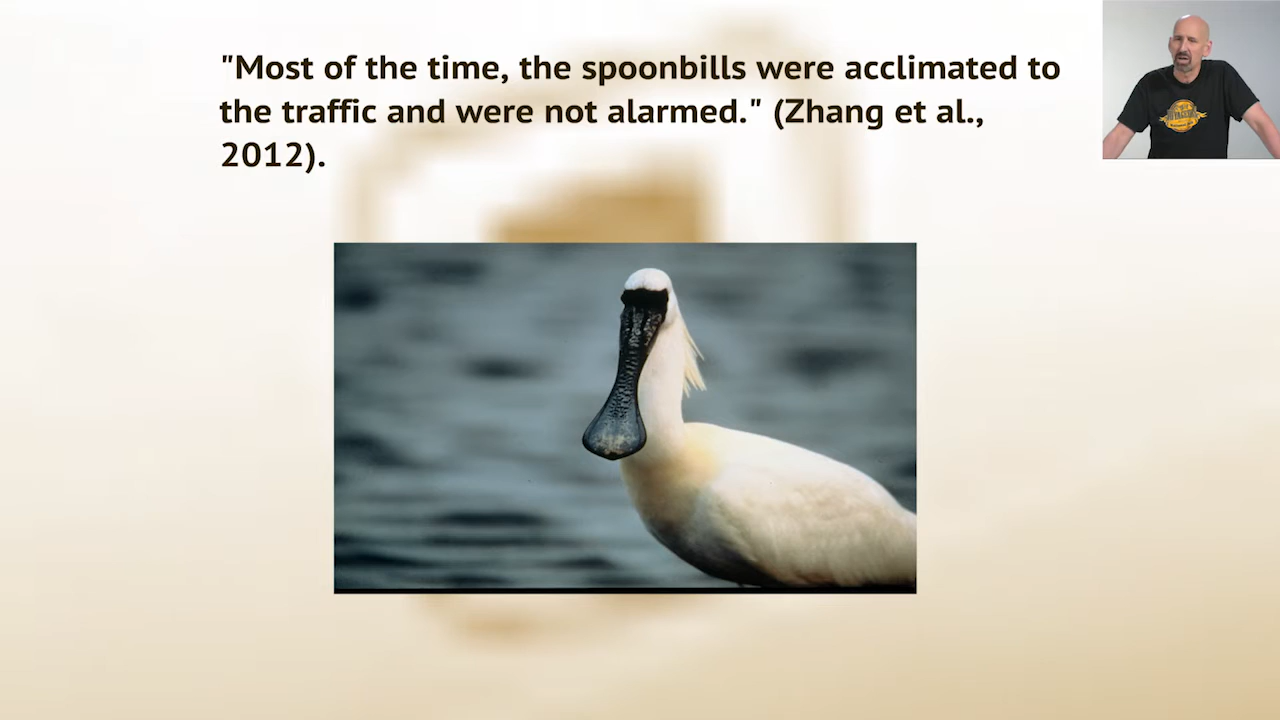 "Most of the time, the spoonbills were acclimated to
the traffic and were not alarmed." (Zhang et al.,
2012).